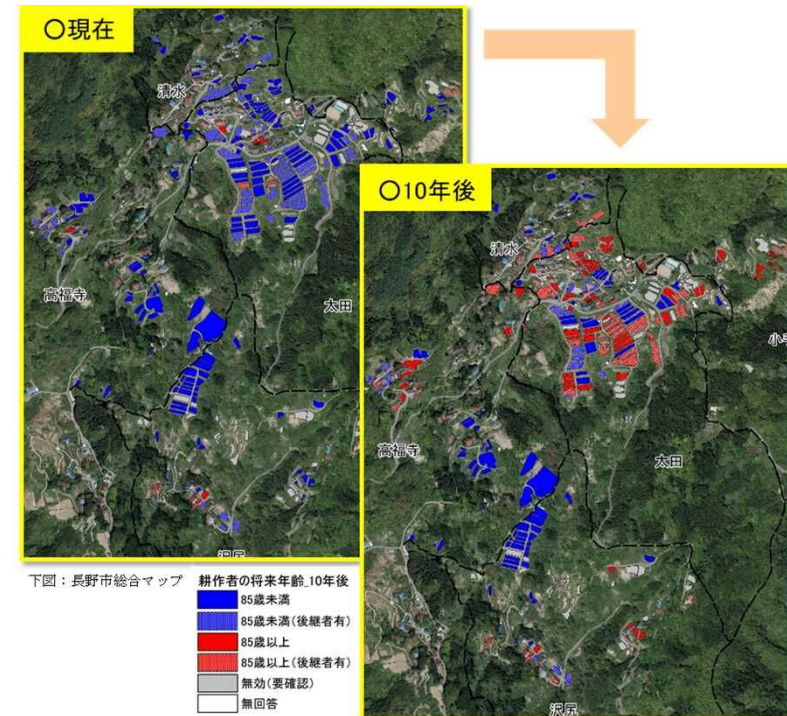 〇現在
清水
高福寺
太田
沢尻
〇10年後
清水
小手
高福寺
太田
沢尻
下図：長野市総合マップ
耕作者の将来年齢_10年後
85歳未満
85歳未満(後継者有)
85歳以上
85歳以上(後継者有)
無効(要確認)
無回答